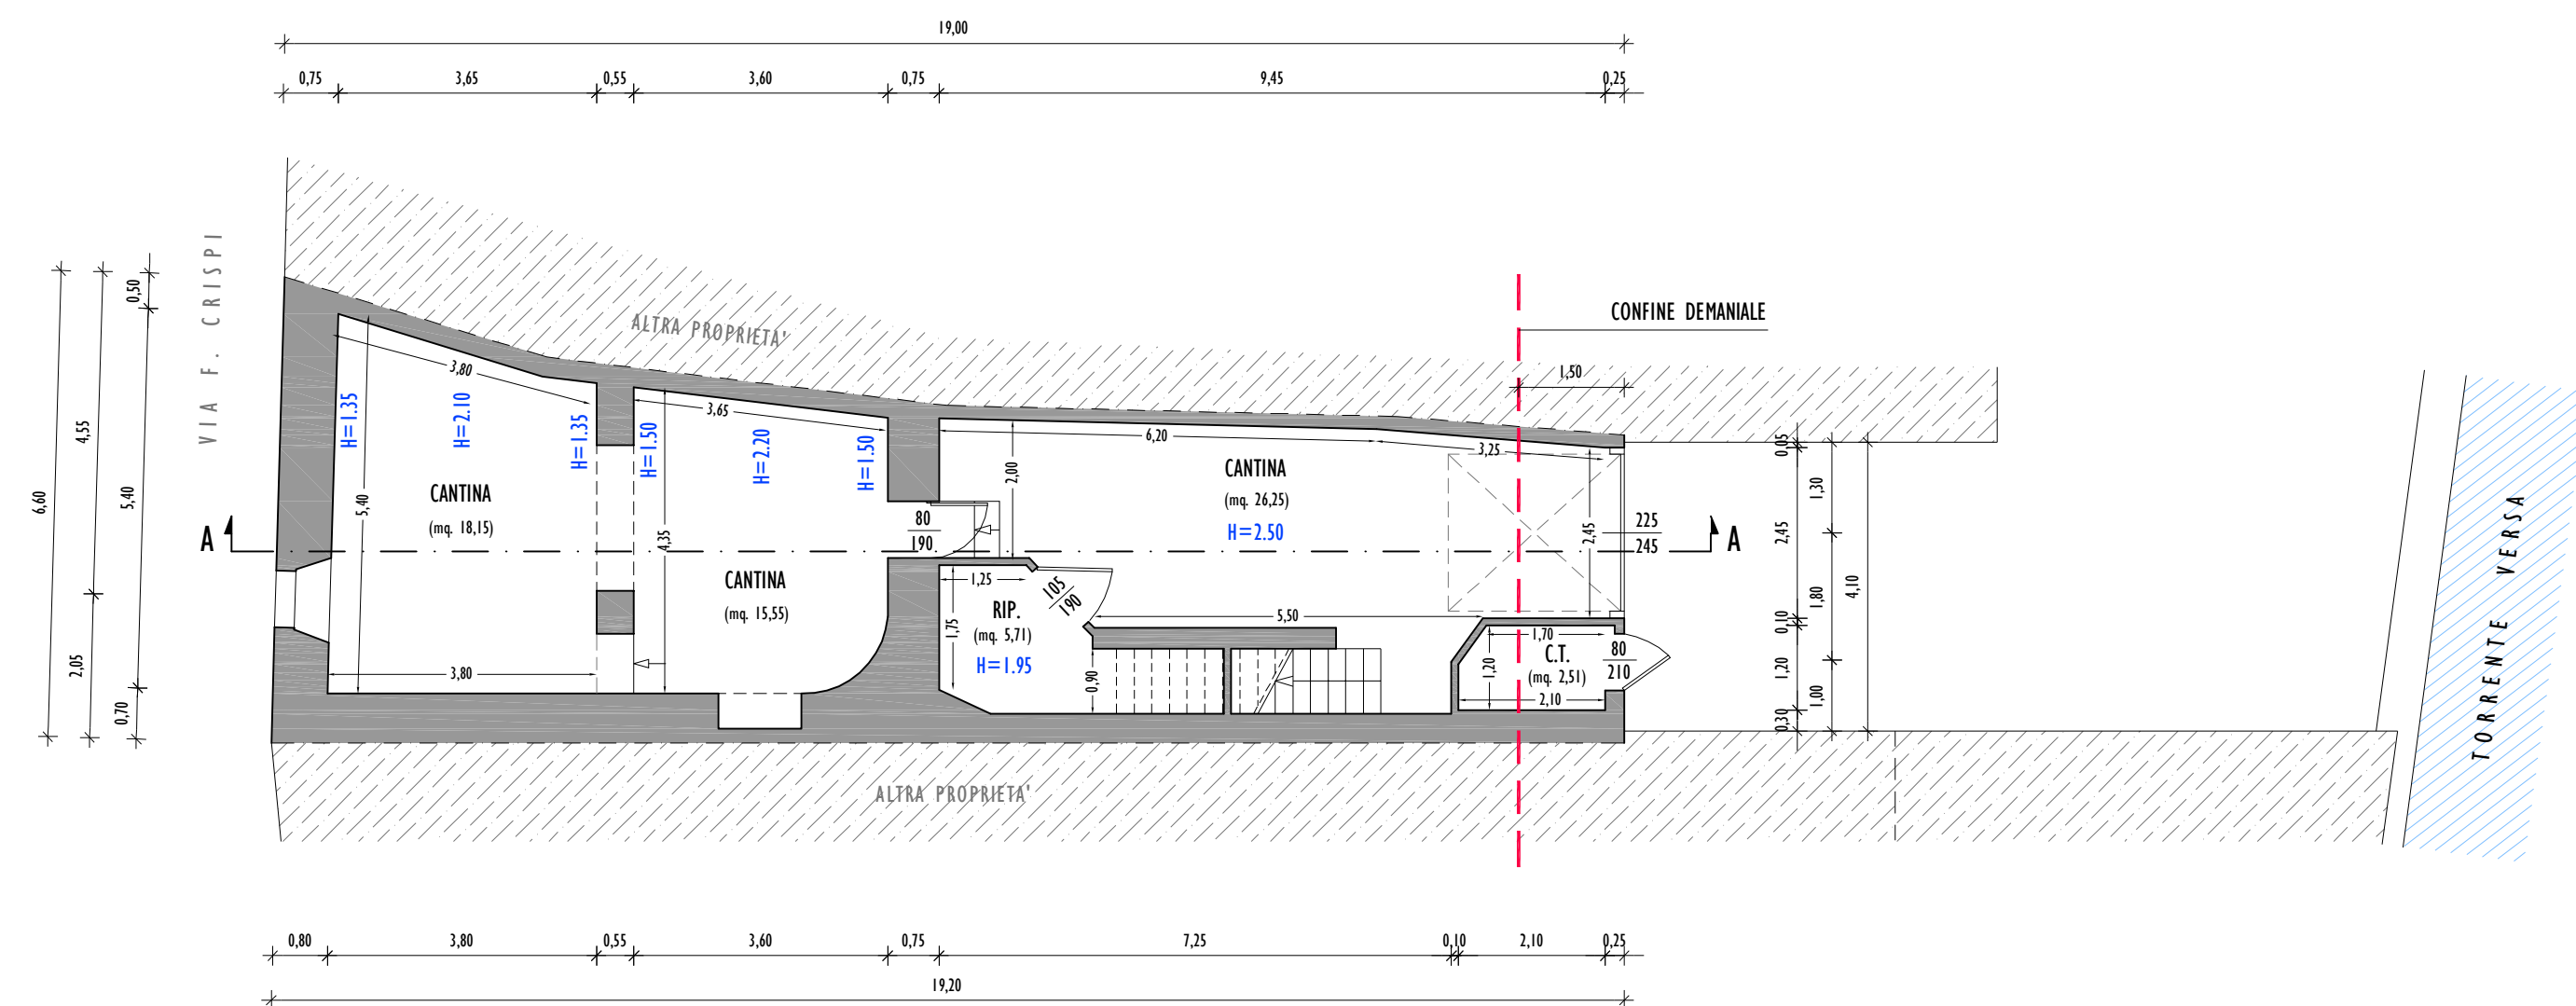 19,00
0,75
3,65
0,55
3,60
0,75
9,45
0,25
VIA F. CRISPI
0,50
4,55
6,60
5,40
2,05
0,70
ALTRA PROPRIETA'
CONFINE DEMANIALE
1,50
3,80
H=1.35
H=2.10
H=1.35
3,65
H=1.50
H=2.20
H=1.50
6,20
3,25
2,00
CANTINA
(mq. 18,15)
5,40
CANTINA
(mq. 26,25)
H=2.50
80
190
2,45
225
245
A
A
4,35
CANTINA
(mq. 15,55)
1,25
105
190
RIP.
(mq. 5,71)
H=1.95
1,75
5,50
0,90
3,80
1,70
C.T.
(mq. 2,51)
1,20
2,10
80
210
0,05
1,30
2,45
1,80
4,10
0,10
1,20
1,00
0,30
TORRENTE VERSA
ALTRA PROPRIETA'
0,80
3,80
0,55
3,60
0,75
7,25
0,10
2,10
0,25
19,20